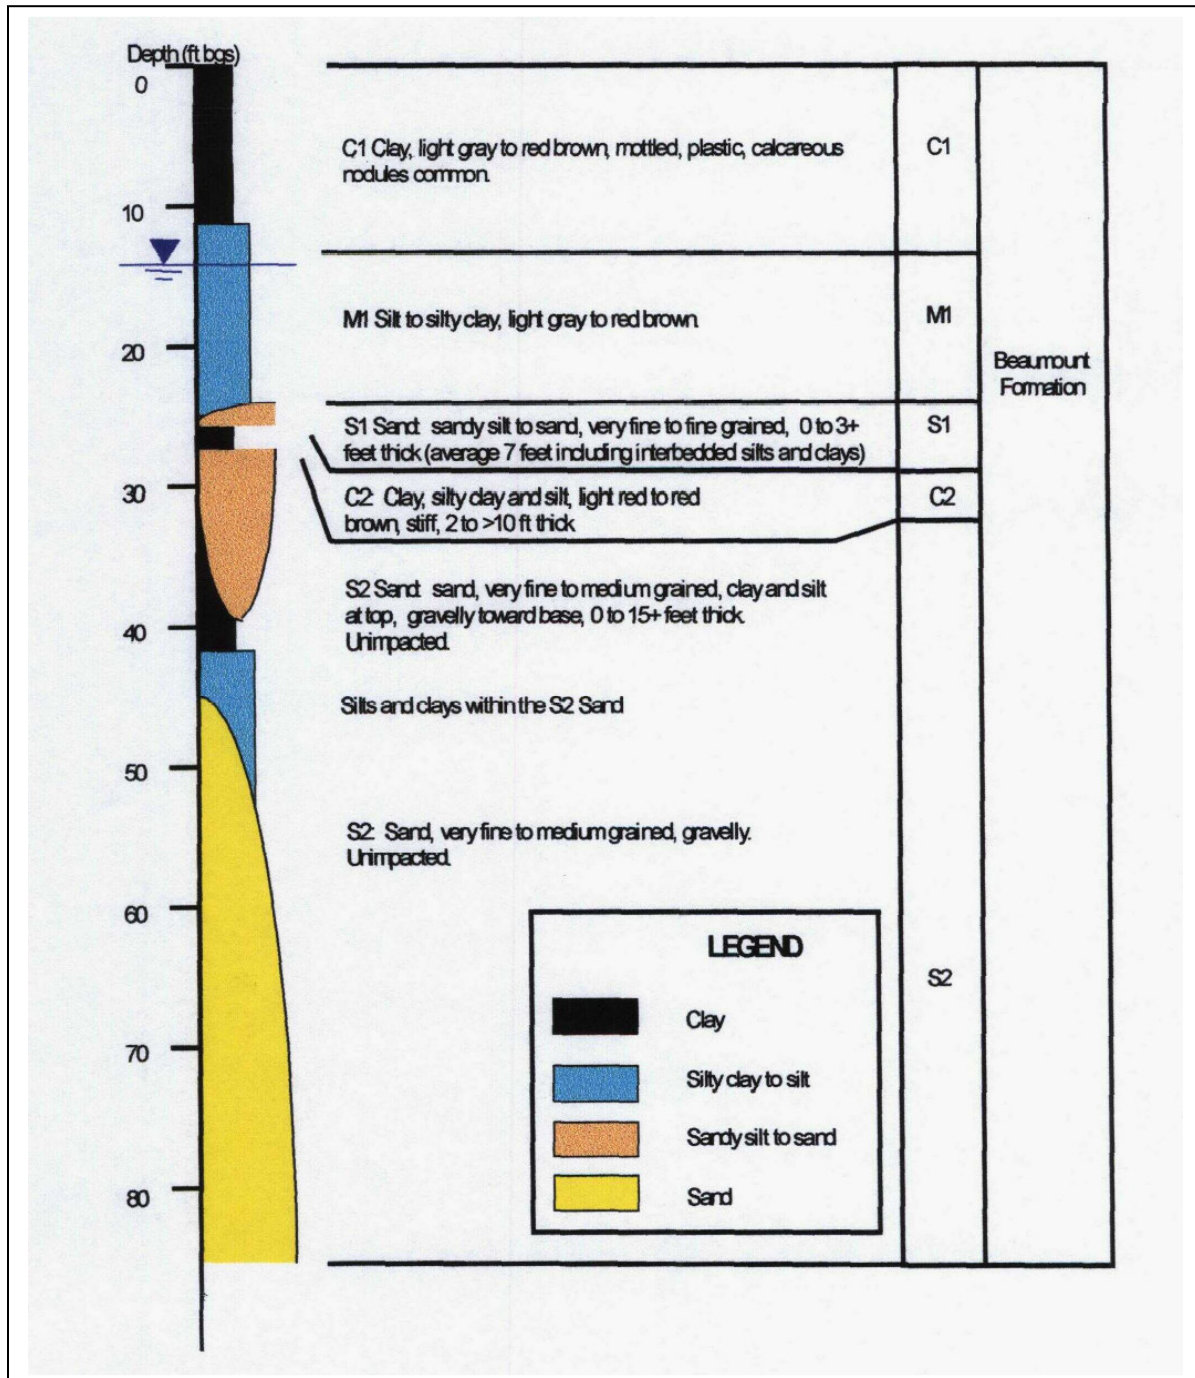 Depth (ft bgs)
0
10
20
30
40
50
60
70
80
C1 Clay, light gray to red brown, mottled, plastic, calcareous
nodules common.
C1
M1 Silt to silty clay, light gray to red brown
M1
S1 Sand: sandy silt to sand, very fine to fine grained, 0 to 3+
feet thick (average 7 feet including interbedded silts and clays)
S1
C2: Clay, silty clay and silt, light red to red
brown, stiff, 2 to >10 ft thick
C2
S2 Sand: sand, very fine to medium grained, clay and silt
at top, gravelly toward base, 0 to 15+ feet thick.
Unimpacted.
Silts and clays within the S2 Sand
S2: Sand, very fine to medium grained, gravelly.
Unimpacted.
S2
Beaumount
Formation
LEGEND
Clay
Silty clay to silt
Sandy silt to sand
Sand